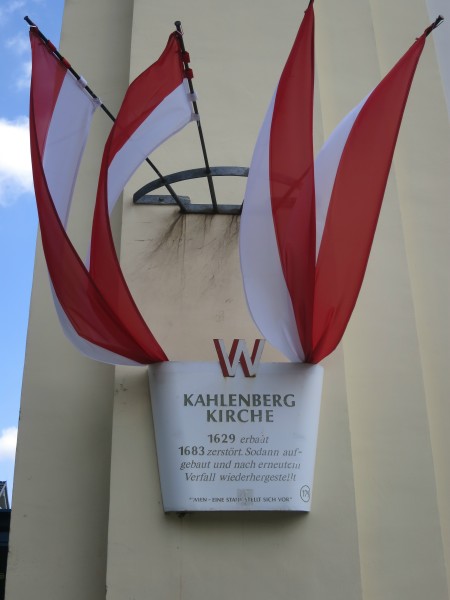 W
KAHLENBERG
KIRCHE
1629 erbaut
1683 zerstört. Sodann auf-
gebaut und nach erneutem
Verfall wiederhergestellt
EINE STADT STELLT SICH VOR"